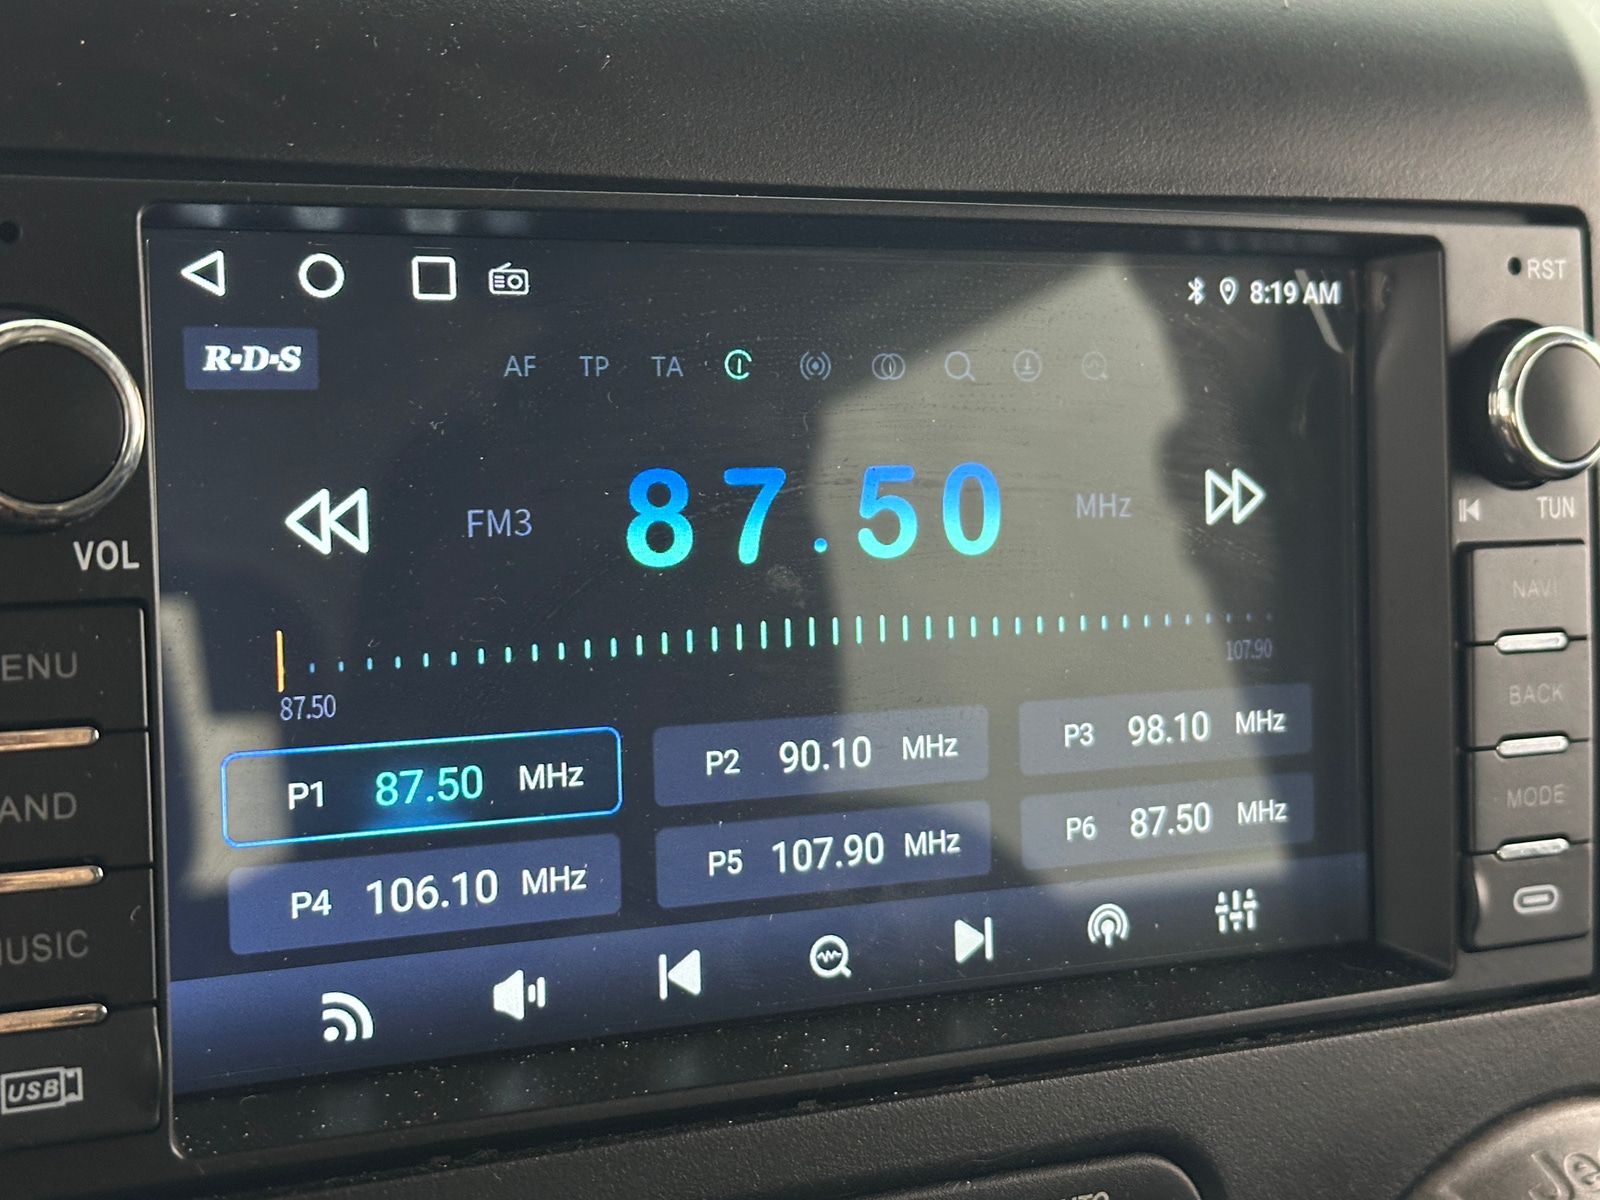 8:19 AM
RST
R·D·S
AF TP TA
FM3 87.50 MHz
VOL
TUN
NAVI
87.50
107.90
BACK
P1 87.50 MHz
P2 90.10 MHz
P3 98.10 MHz
MODE
P4 106.10 MHz
P5 107.90 MHz
P6 87.50 MHz
ENU
AND
USIC
USB
Je